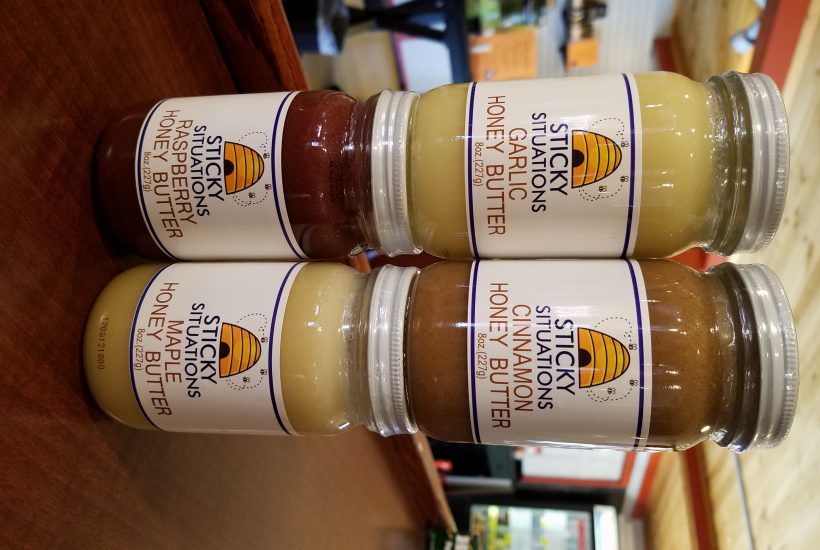 STICKY
SITUATIONS
GARLIC
HONEY BUTTER
8oz.(227g)
STICKY
SITUATIONS
CINNAMON
HONEY BUTTER
8oz.(227g)
STICKY
SITUATIONS
RASPBERRY
HONEY BUTTER
8oz.(227g)
STICKY
SITUATIONS
MAPLE
HONEY BUTTER
8oz.(227g)
1708121800